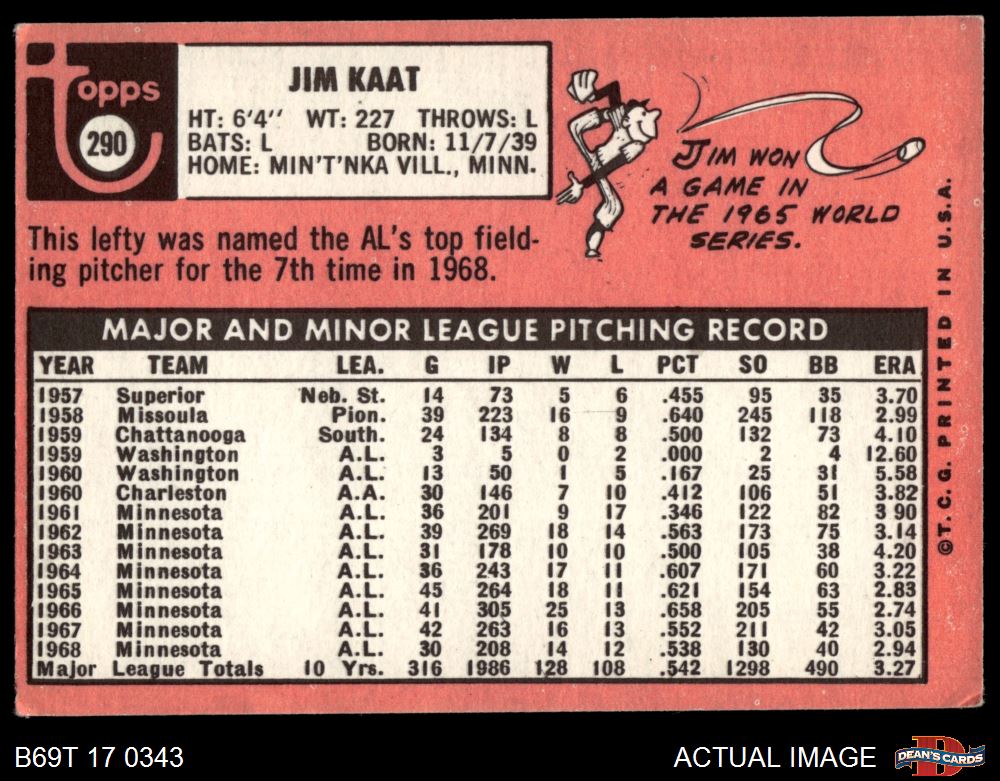 Topps
290
JIM KAAT
HT: 6'4" WT: 227 THROWS: L
BATS: L BORN: 11/7/39
HOME: MIN'T'NKA VILL., MINN.
JIM WON
A GAME IN
THE 1965 WORLD
SERIES.
This lefty was named the AL's top field-
ing pitcher for the 7th time in 1968.
MAJOR AND MINOR LEAGUE PITCHING RECORD
YEAR TEAM LEA. G IP W L PCT SO BB ERA
1957 Superior Neb. St. 14 73 5 6 .455 95 35 3.70
1958 Missoula Pion. 39 223 16 9 .640 245 118 2.99
1959 Chattanooga South. 24 134 8 8 .500 132 73 4.10
1959 Washington A.L. 3 5 0 2 .000 2 4 12.60
1960 Washington A.L. 13 50 1 5 .167 25 31 5.58
1960 Charleston A.A. 30 146 7 10 .412 106 51 3.82
1961 Minnesota A.L. 36 201 9 17 .346 122 82 3.90
1962 Minnesota A.L. 39 269 18 14 .563 173 75 3.14
1963 Minnesota A.L. 31 178 10 10 .500 105 38 4.20
1964 Minnesota A.L. 36 243 17 11 .607 171 60 3.22
1965 Minnesota A.L. 45 264 18 11 .621 154 63 2.83
1966 Minnesota A.L. 41 305 25 13 .658 205 55 2.74
1967 Minnesota A.L. 42 263 16 13 .552 211 42 3.05
1968 Minnesota A.L. 30 208 14 12 .538 130 40 2.94
Major League Totals 10 Yrs. 316 1986 128 108 .542 1298 490 3.27
©T.C.G. PRINTED IN U.S.A.
B69T 17 0343
ACTUAL IMAGE
DEAN'S CARDS